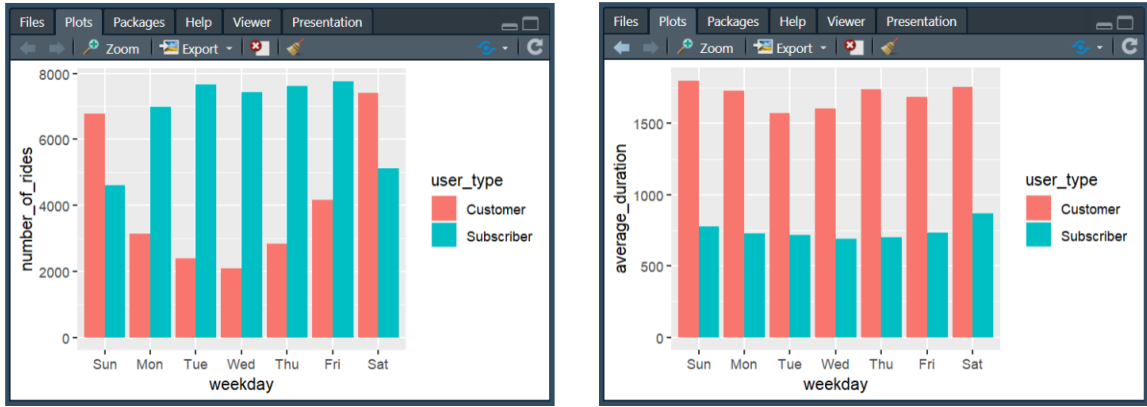 Files Plots Packages Help Viewer Presentation
Zoom Export
number_of_rides
8000
6000
4000
2000
0
Sun Mon Tue Wed Thu Fri Sat
weekday
user_type
Customer
Subscriber
Files Plots Packages Help Viewer Presentation
Zoom Export
average_duration
1500
1000
500
0
Sun Mon Tue Wed Thu Fri Sat
weekday
user_type
Customer
Subscriber